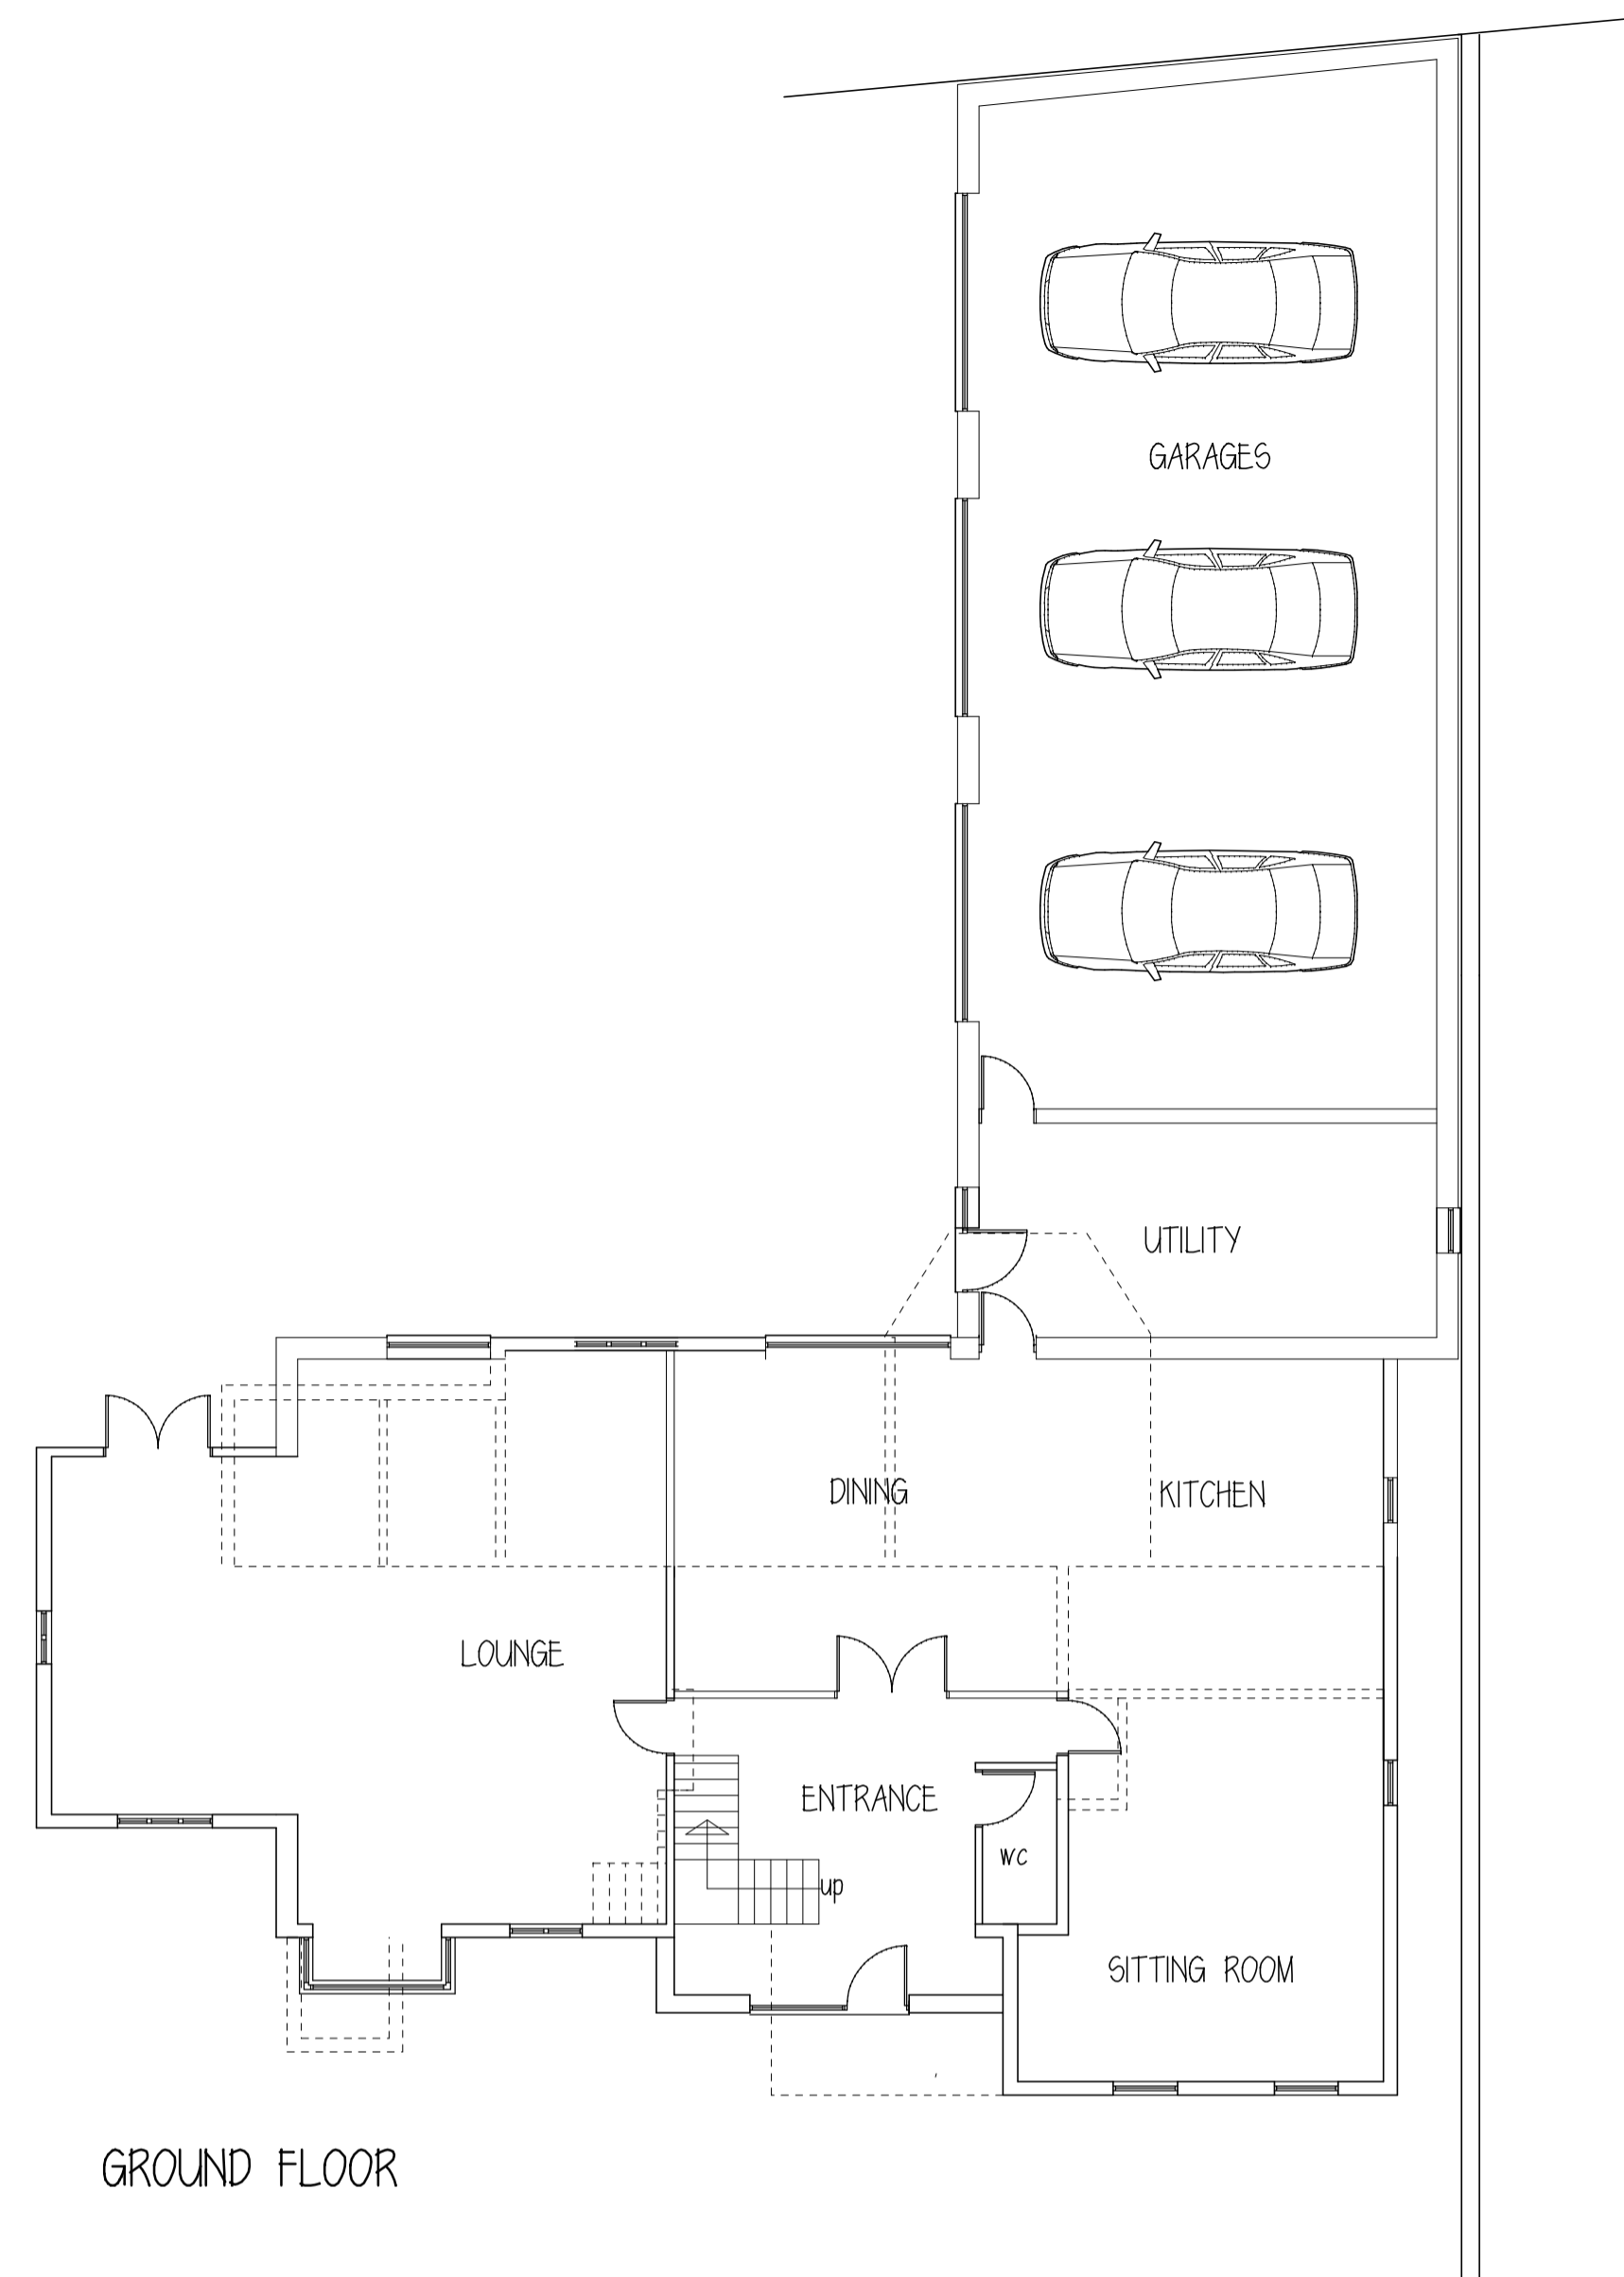 GARAGES
UTILITY
DINING
KITCHEN
LOUNGE
ENTRANCE
WC
up
SITTING ROOM
GROUND FLOOR